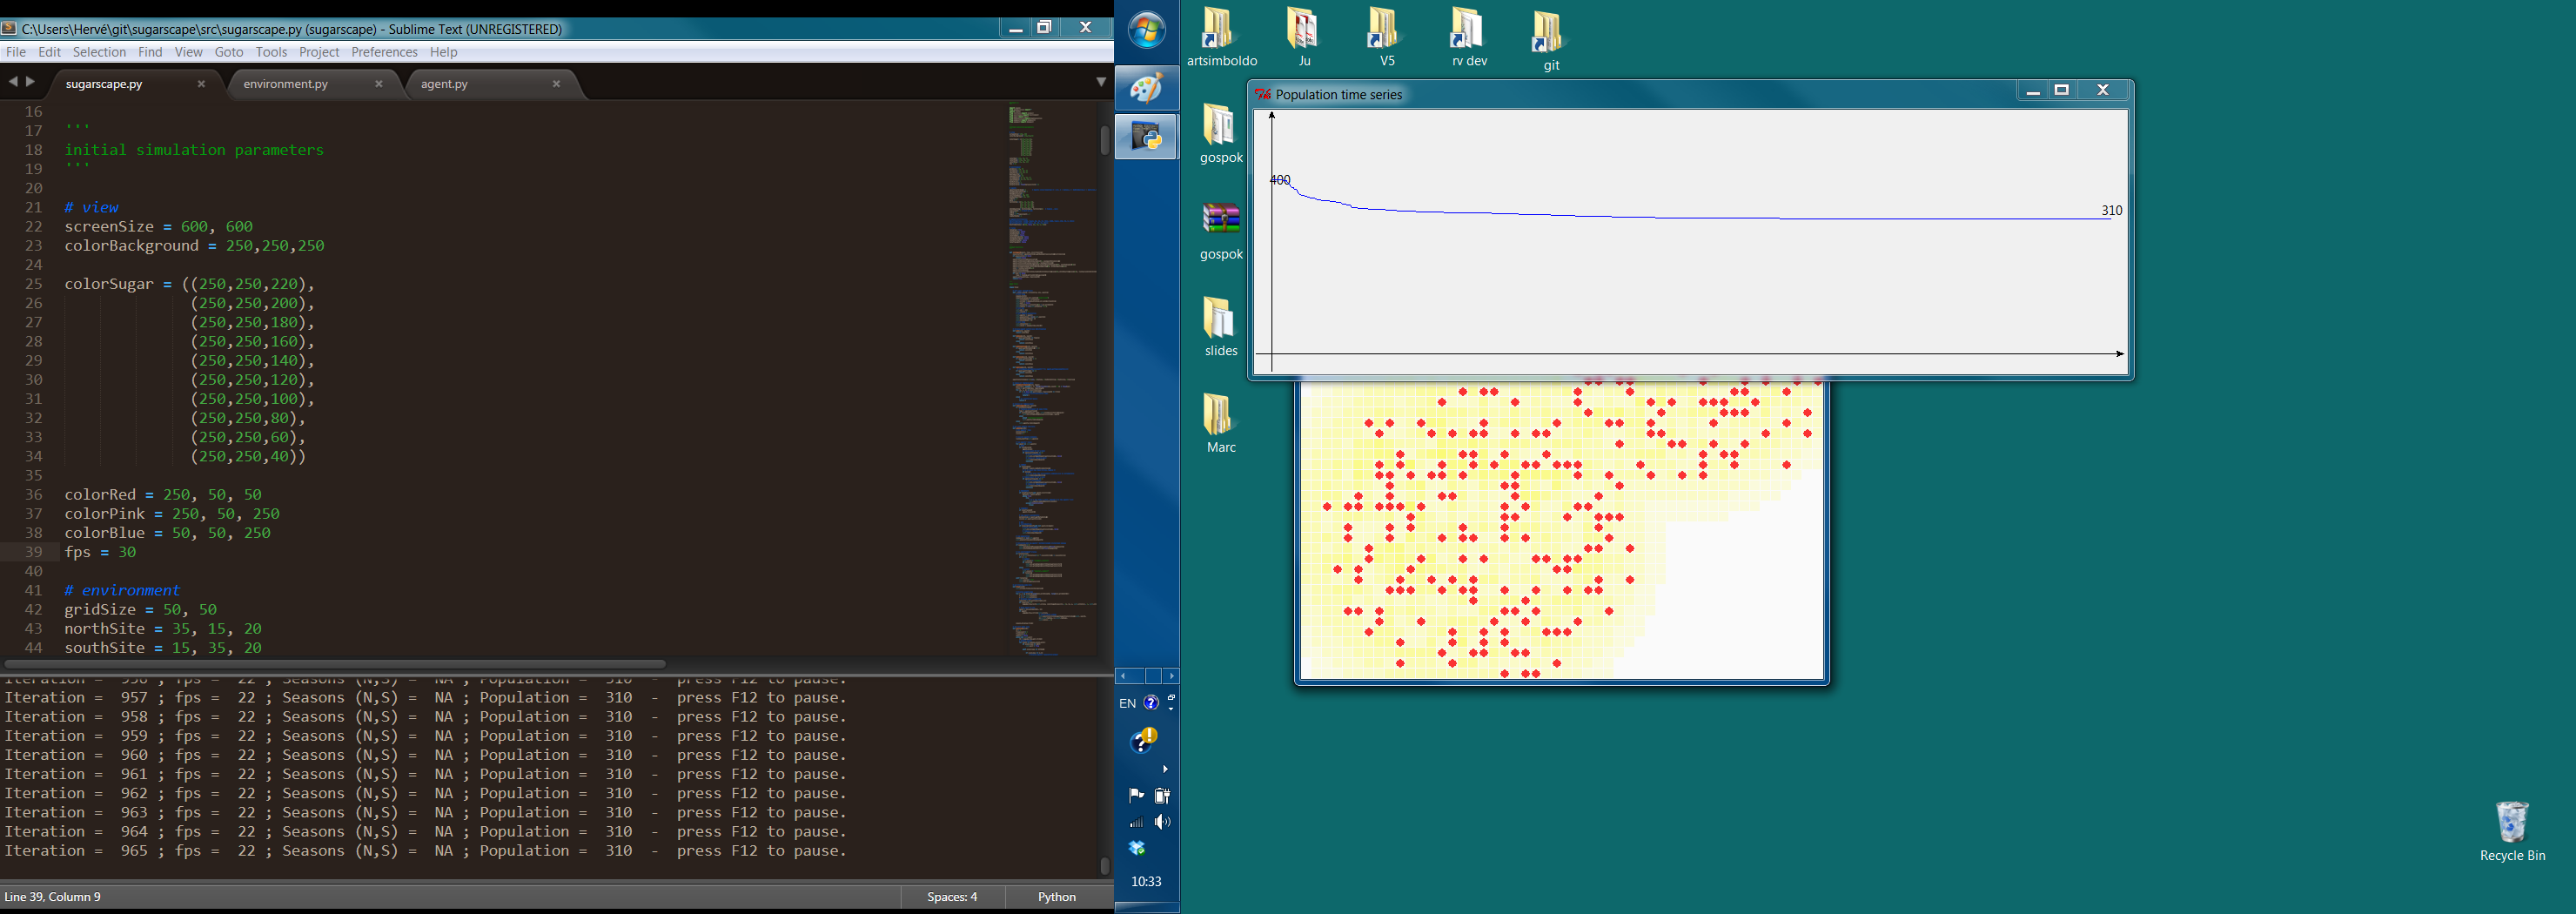 C:\Users\Hervé\git\sugarscape\src\sugarscape.py (sugarscape) - Sublime Text (UNREGISTERED)
File Edit Selection Find View Goto Tools Project Preferences Help
sugarscape.py environment.py agent.py
16
17 '''
18 initial simulation parameters
19 '''
20
21 # view
22 screenSize = 600, 600
23 colorBackground = 250,250,250
24
25 colorSugar = ((250,250,220),
26 (250,250,200),
27 (250,250,180),
28 (250,250,160),
29 (250,250,140),
30 (250,250,120),
31 (250,250,100),
32 (250,250,80),
33 (250,250,60),
34 (250,250,40))
35
36 colorRed = 250, 50, 50
37 colorPink = 250, 50, 250
38 colorBlue = 50, 50, 250
39 fps = 30
40
41 # environment
42 gridSize = 50, 50
43 northSite = 35, 15, 20
44 southSite = 15, 35, 20
Iteration = 956 ; fps = 22 ; Seasons (N,S) = NA ; Population = 310 - press F12 to pause.
Iteration = 957 ; fps = 22 ; Seasons (N,S) = NA ; Population = 310 - press F12 to pause.
Iteration = 958 ; fps = 22 ; Seasons (N,S) = NA ; Population = 310 - press F12 to pause.
Iteration = 959 ; fps = 22 ; Seasons (N,S) = NA ; Population = 310 - press F12 to pause.
Iteration = 960 ; fps = 22 ; Seasons (N,S) = NA ; Population = 310 - press F12 to pause.
Iteration = 961 ; fps = 22 ; Seasons (N,S) = NA ; Population = 310 - press F12 to pause.
Iteration = 962 ; fps = 22 ; Seasons (N,S) = NA ; Population = 310 - press F12 to pause.
Iteration = 963 ; fps = 22 ; Seasons (N,S) = NA ; Population = 310 - press F12 to pause.
Iteration = 964 ; fps = 22 ; Seasons (N,S) = NA ; Population = 310 - press F12 to pause.
Iteration = 965 ; fps = 22 ; Seasons (N,S) = NA ; Population = 310 - press F12 to pause.
Line 39, Column 9 Spaces: 4 Python
EN
10:33
artsimboldo Ju V5 rv dev git
gospok
gospok
slides
Marc
Population time series
400
310
Recycle Bin